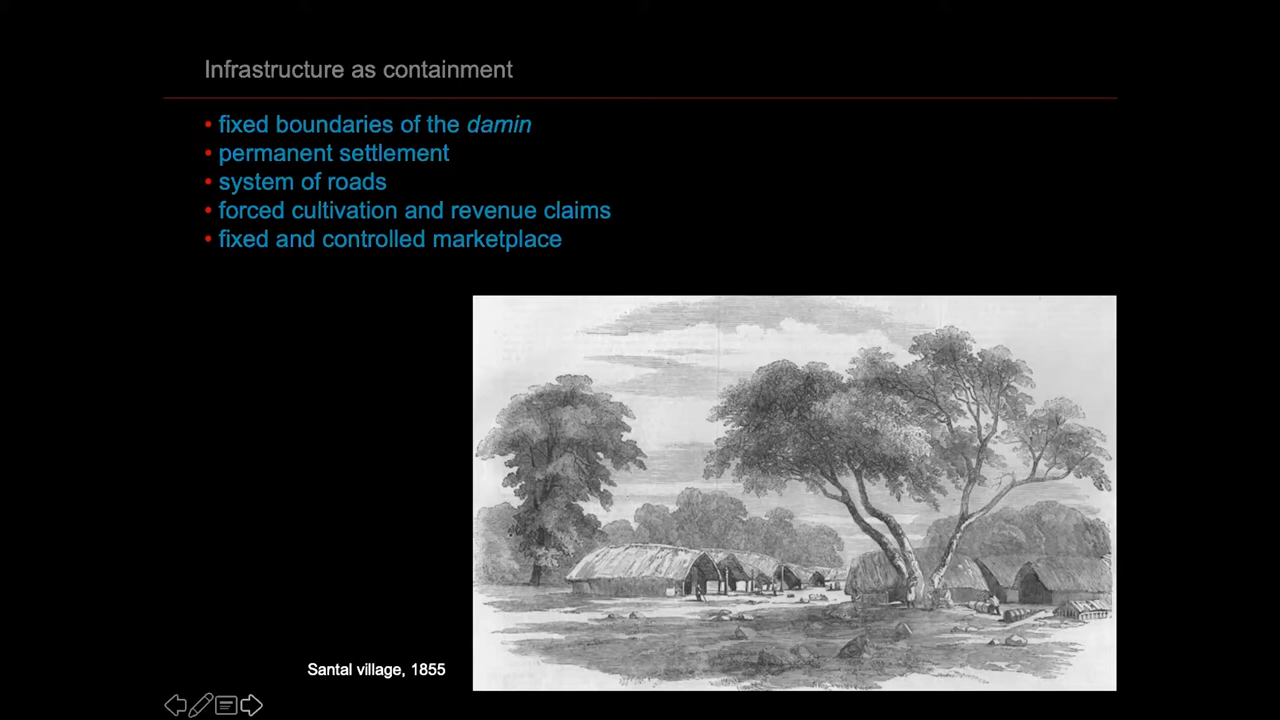 Infrastructure as containment
• fixed boundaries of the damin
• permanent settlement
• system of roads
• forced cultivation and revenue claims
• fixed and controlled marketplace
Santal village, 1855